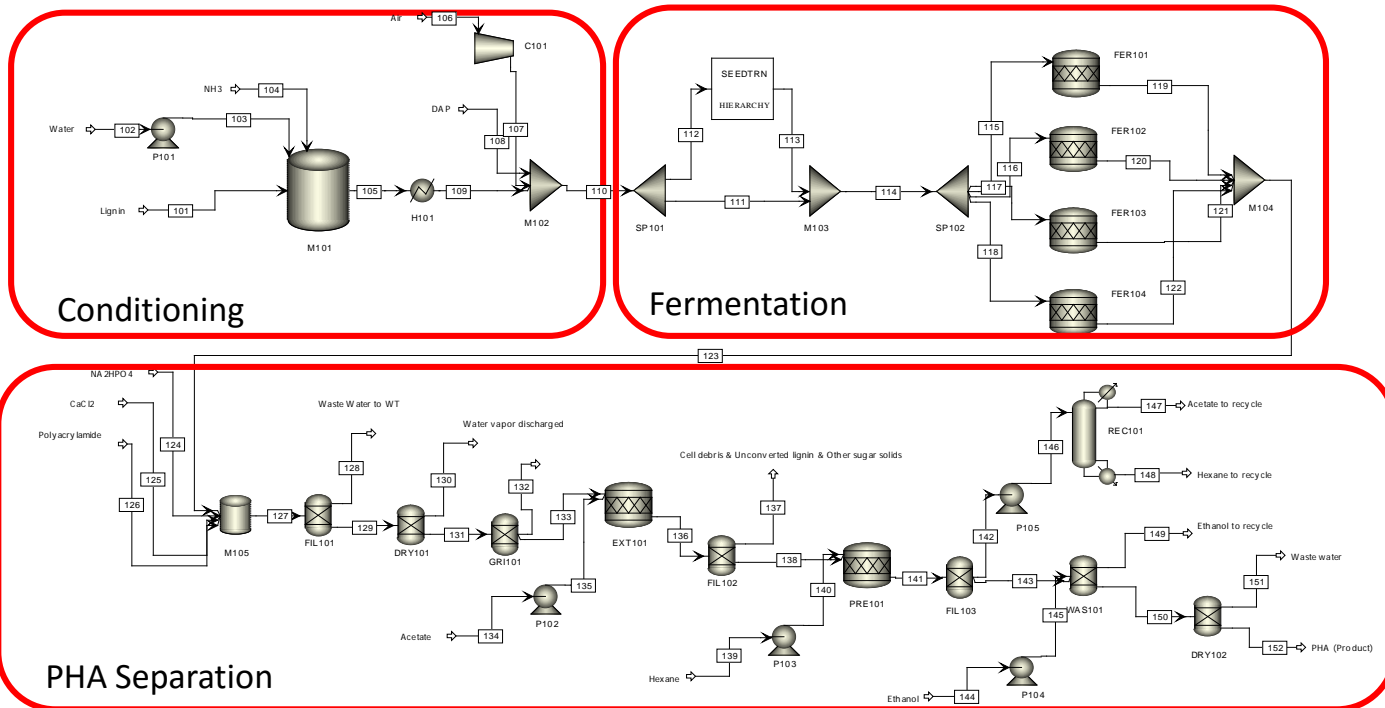 Air
106
C101
NH3
104
DAP
Water
102
103
108
107
P101
Lignin
101
105
109
110
H101
M101
M102
Conditioning
SEEDTRN
HIERARCHY
112
113
111
114
SP101
M103
SP102
115
116
117
118
FER101
119
FER102
120
FER103
121
FER104
122
M104
Fermentation
123
NA2HPO4
CaCl2
Polyacrylamide
124
125
126
M105
127
Waste Water to WT
128
FIL101
129
Water vapor discharged
130
DRY101
131
132
GRI101
133
EXT101
135
Acetate
134
P102
136
Cell debris & Unconverted lignin & Other sugar solids
137
FIL102
138
140
Hexane
139
P103
PRE101
141
FIL103
142
143
P105
146
REC101
147
Acetate to recycle
148
Hexane to recycle
Ethanol
144
P104
145
WAS101
149
Ethanol to recycle
150
DRY102
151
Waste water
152
PHA (Product)
PHA Separation